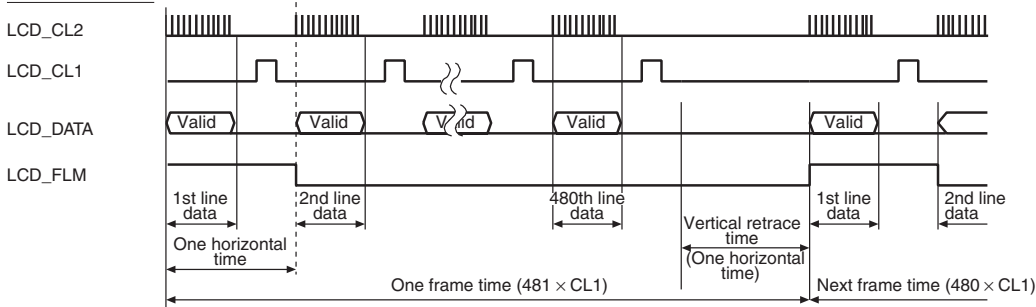 LCD_CL2
LCD_CL1
LCD_DATA
Valid
Valid
Valid
Valid
Valid
LCD_FLM
1st line
data
2nd line
data
480th line
data
1st line
data
2nd line
data
One horizontal
time
Vertical retrace
time
(One horizontal
time)
One frame time (481 × CL1)
Next frame time (480 × CL1)